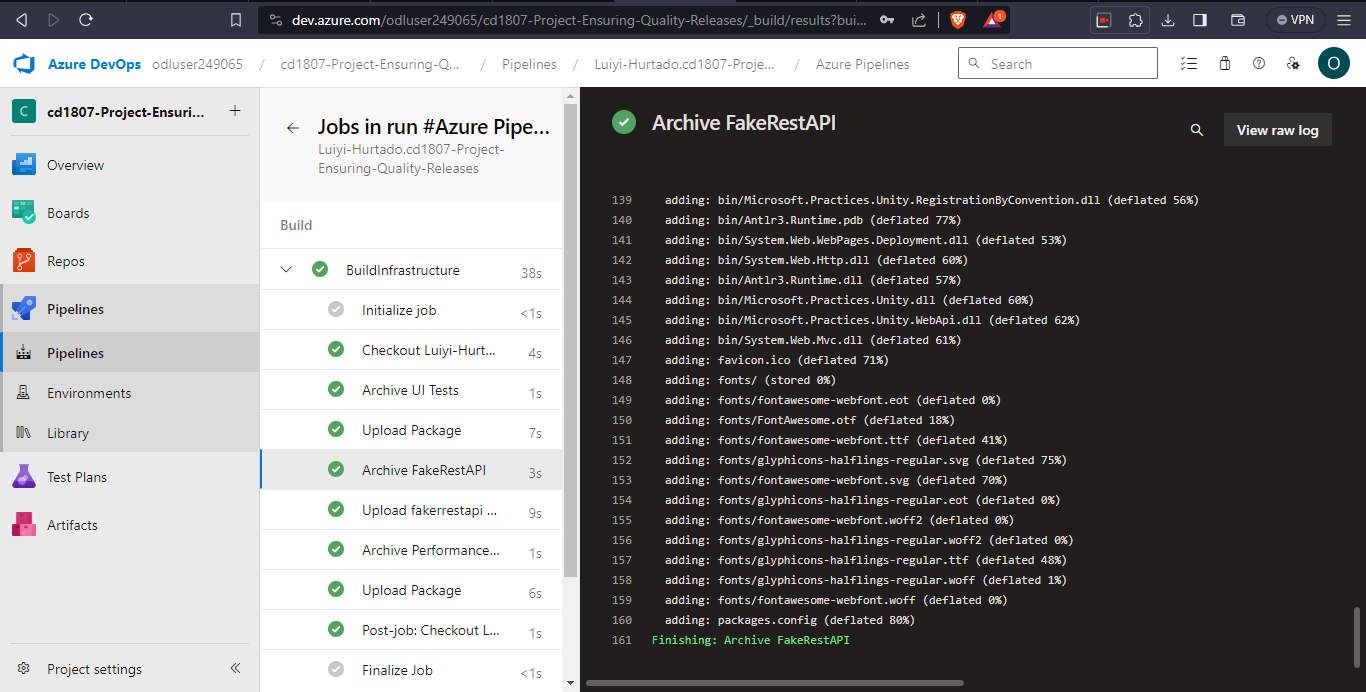 dev.azure.com/odluser249065/cd1807-Project-Ensuring-Quality-Releases/_build/results?bui...
1
VPN
Azure DevOps
odluser249065
/
cd1807-Project-Ensuring-Q...
/
Pipelines
/
Luiyi-Hurtado.cd1807-Proje...
/
Azure Pipelines
Search
O
C
cd1807-Project-Ensuri...
+
Overview
Boards
Repos
Pipelines
Pipelines
Environments
Library
Test Plans
Artifacts
Project settings
Jobs in run #Azure Pipe...
Luiyi-Hurtado.cd1807-Project-
Ensuring-Quality-Releases
Build
BuildInfrastructure 38s
Initialize job <1s
Checkout Luiyi-Hurt... 4s
Archive UI Tests 1s
Upload Package 7s
Archive FakeRestAPI 3s
Upload fakerrestapi ... 9s
Archive Performance... 1s
Upload Package 6s
Post-job: Checkout L... 1s
Finalize Job <1s
Archive FakeRestAPI
View raw log
139 adding: bin/Microsoft.Practices.Unity.RegistrationByConvention.dll (deflated 56%)
140 adding: bin/Antlr3.Runtime.pdb (deflated 77%)
141 adding: bin/System.Web.WebPages.Deployment.dll (deflated 53%)
142 adding: bin/System.Web.Http.dll (deflated 60%)
143 adding: bin/Antlr3.Runtime.dll (deflated 57%)
144 adding: bin/Microsoft.Practices.Unity.dll (deflated 60%)
145 adding: bin/Microsoft.Practices.Unity.WebApi.dll (deflated 62%)
146 adding: bin/System.Web.Mvc.dll (deflated 61%)
147 adding: favicon.ico (deflated 71%)
148 adding: fonts/ (stored 0%)
149 adding: fonts/fontawesome-webfont.eot (deflated 0%)
150 adding: fonts/FontAwesome.otf (deflated 18%)
151 adding: fonts/fontawesome-webfont.ttf (deflated 41%)
152 adding: fonts/glyphicons-halflings-regular.svg (deflated 75%)
153 adding: fonts/fontawesome-webfont.svg (deflated 70%)
154 adding: fonts/glyphicons-halflings-regular.eot (deflated 0%)
155 adding: fonts/fontawesome-webfont.woff2 (deflated 0%)
156 adding: fonts/glyphicons-halflings-regular.woff2 (deflated 0%)
157 adding: fonts/glyphicons-halflings-regular.ttf (deflated 48%)
158 adding: fonts/glyphicons-halflings-regular.woff (deflated 1%)
159 adding: fonts/fontawesome-webfont.woff (deflated 0%)
160 adding: packages.config (deflated 80%)
161 Finishing: Archive FakeRestAPI